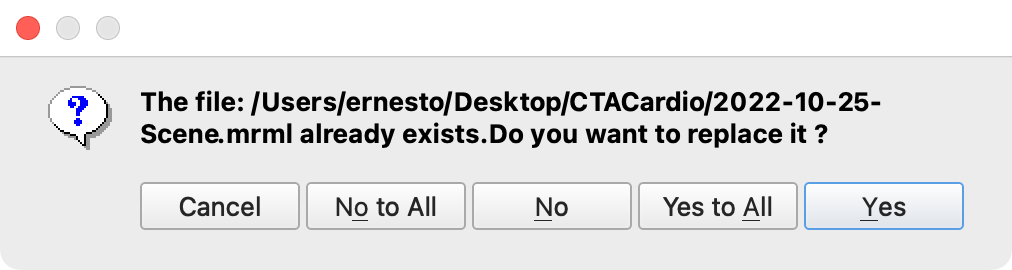 The file: /Users/ernesto/Desktop/CTACardio/2022-10-25-
Scene.mrml already exists.Do you want to replace it ?
Cancel
No to All
No
Yes to All
Yes